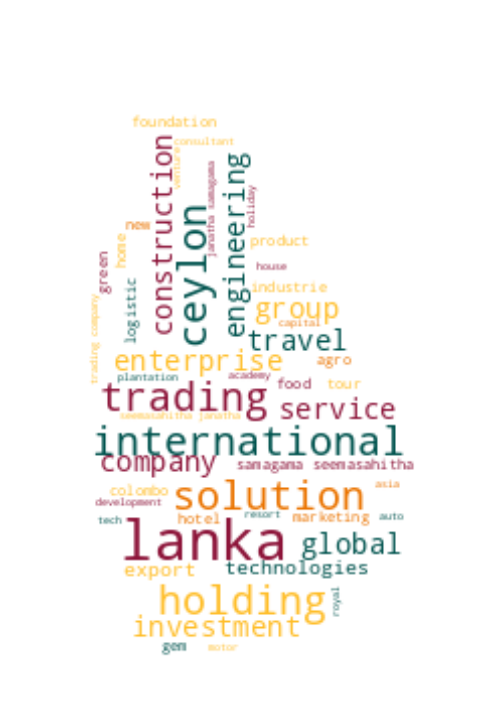 foundation
consultant
construction
venture
ceylon
janatha samagama
engineering
holiday
new
home
green
product
house
logistic
industrie
trading company
group
capital
travel
enterprise
agro
plantation
academy
food
tour
trading
service
seemasahitha janatha
international
company
samagama
seemasahitha
colombo
solution
asia
development
tech
hotel
resort
marketing
auto
lanka
global
export
technologies
holding
royal
investment
gem
motor